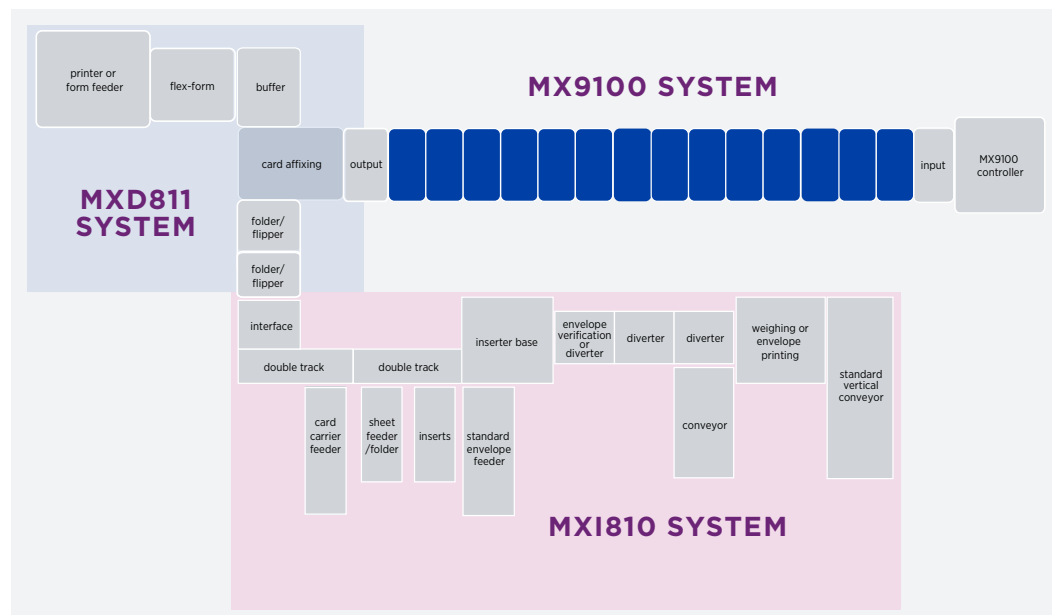 printer or
form feeder
flex-form
buffer
MX9100 SYSTEM
card affixing
output
input
MX9100
controller
MXD811
SYSTEM
folder/
flipper
folder/
flipper
interface
double track
double track
inserter base
envelope
verification
or
diverter
diverter
diverter
weighing or
envelope
printing
standard
vertical
conveyor
card
carrier
feeder
sheet
feeder
/folder
inserts
standard
envelope
feeder
conveyor
MXI810 SYSTEM